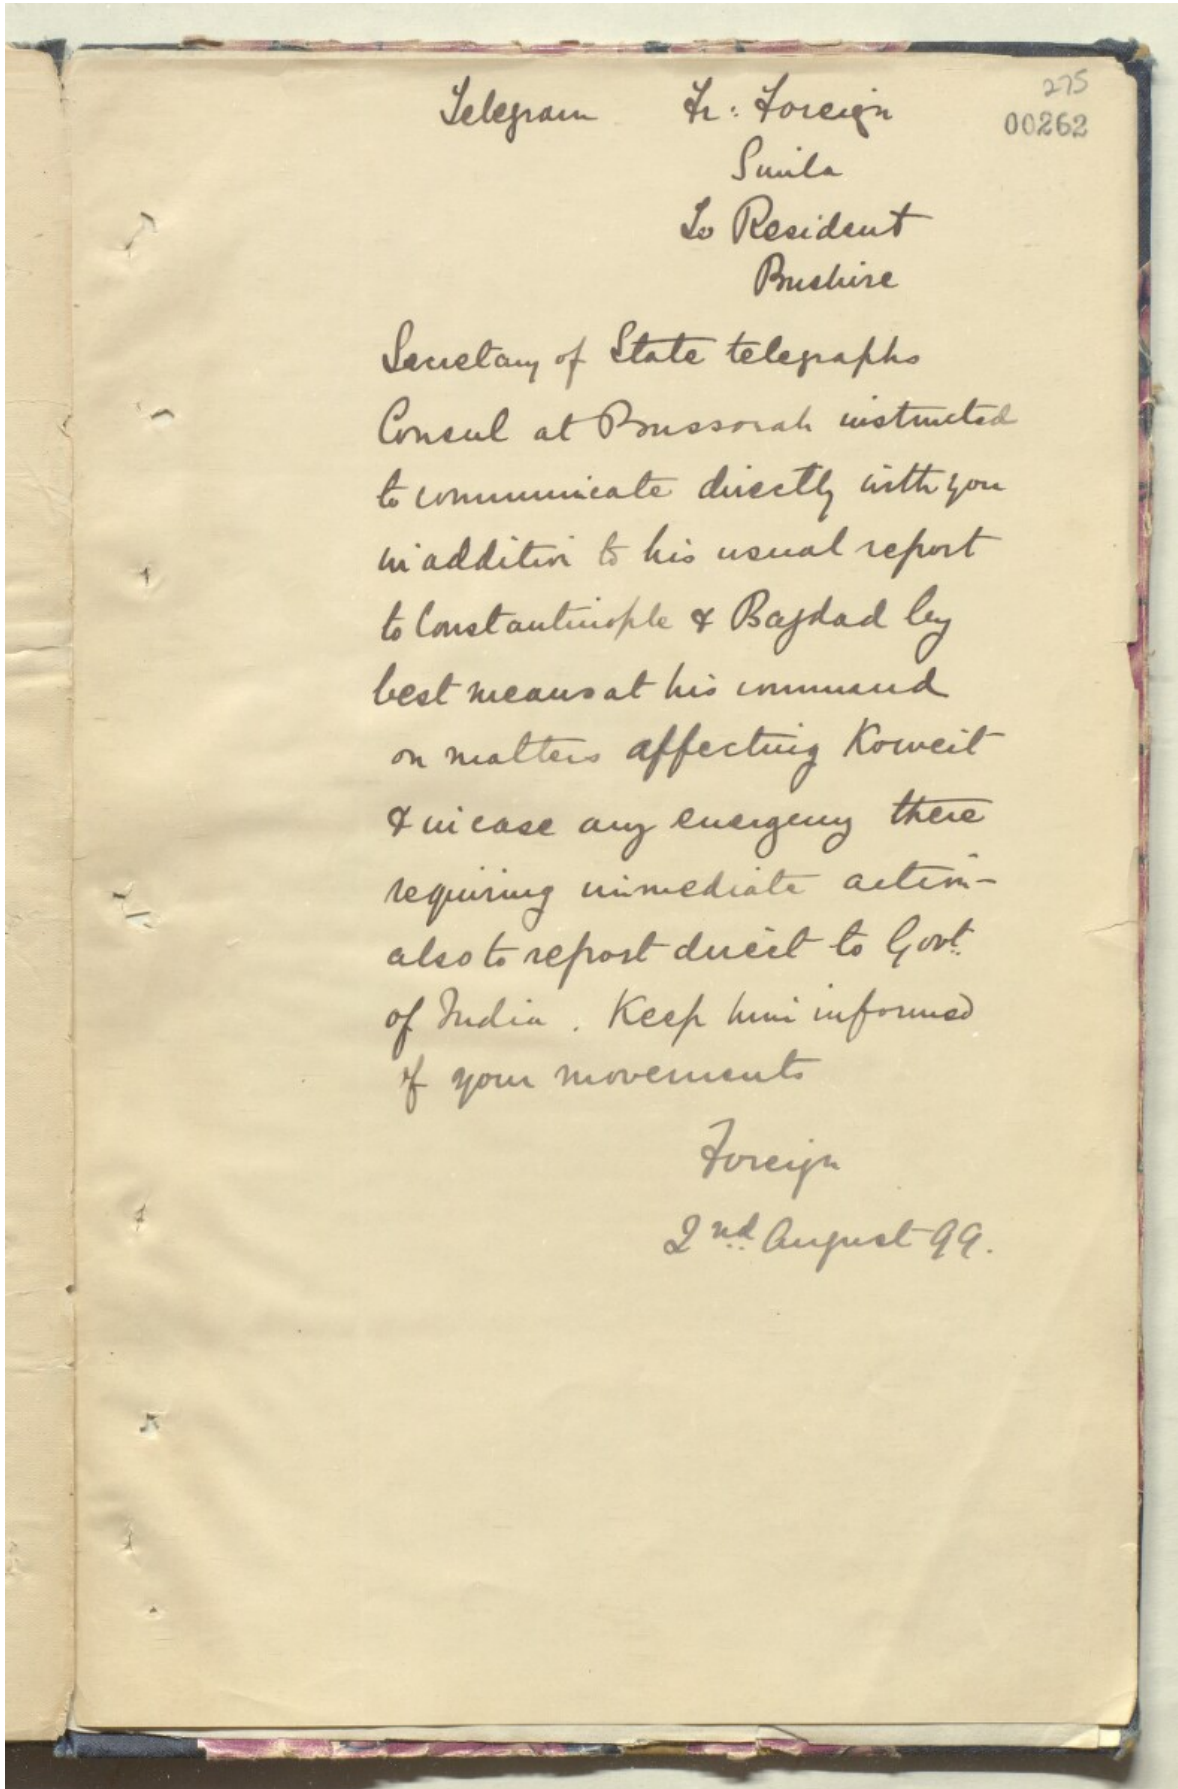 275
00262
Telegram Fr: Foreign
Simla
To Resident
Bushire
Secretary of State telegraphs
Consul at Bussorah instructed
to communicate directly with you
in addition to his usual report
to Constantinople & Bagdad by
best means at his command
on matters affecting Koweit
& in case any emergency there
requiring immediate action -
also to report direct to Govt.
of India. Keep him informed
of your movements
Foreign
2nd August 99.